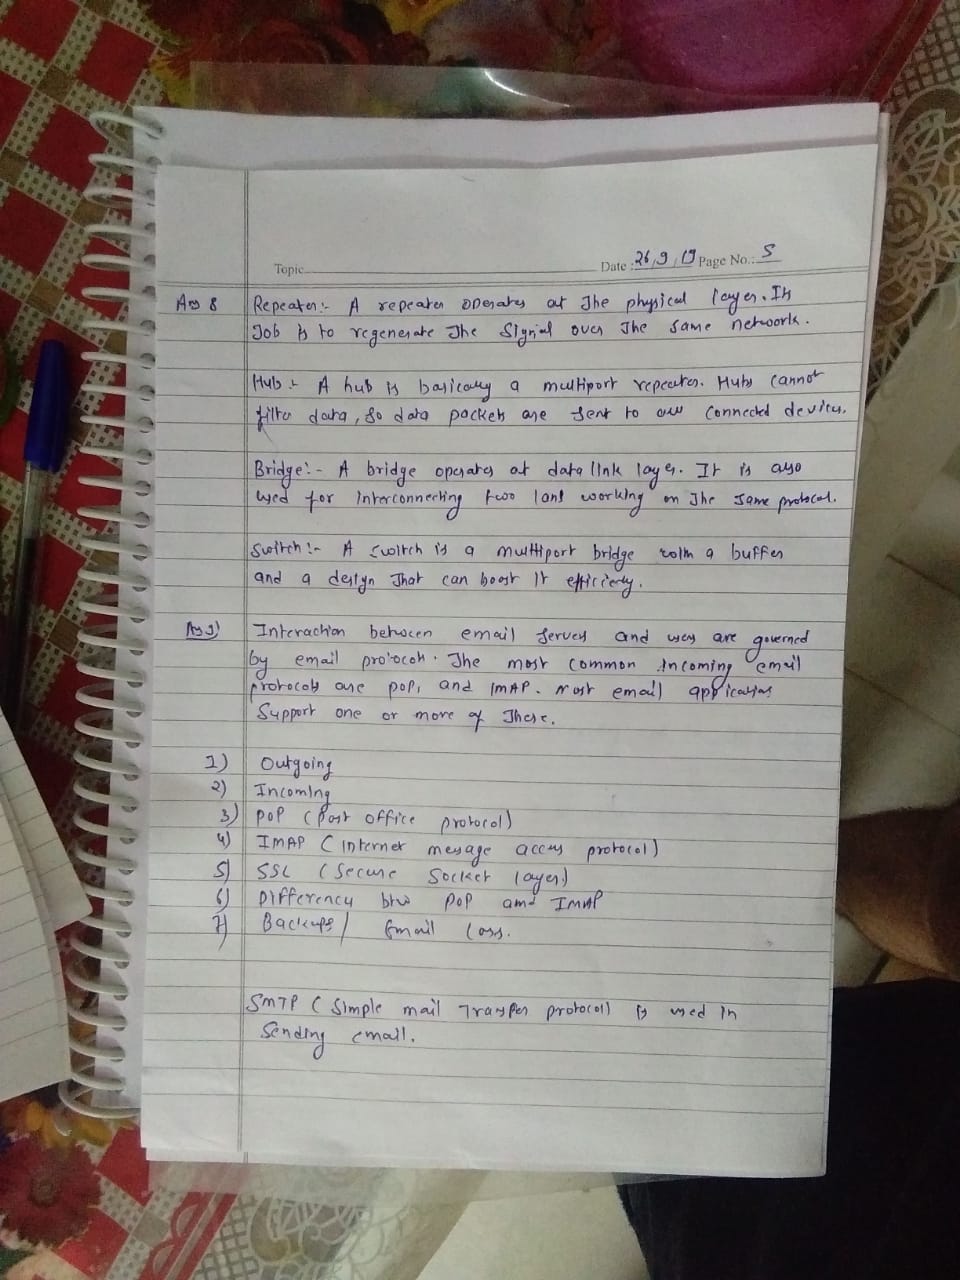 Topic Date : 26/9/19 Page No.: 5
Ans 8 Repeater:- A repeater operates at The physical layer. Its
Job is to regenerate The Signal over The same network.
Hub:- A hub is basically a multiport repeater. Hubs cannot
filter data, so data packets are sent to all connected devices.
Bridge:- A bridge operates at data link layer. It is also
used for interconnecting two lans working on The same protocol.
Switch:- A switch is a multiport bridge with a buffer
and a design That can boost it efficiency.
Ans 9) Interaction between email servers and users are governed
by email protocols. The most common incoming email
protocols are POP, and IMAP. Most email applications
Support one or more of These.
1) Outgoing
2) Incoming
3) POP (Post office protocol)
4) IMAP (Internet message access protocol)
5) SSL (Secure Socket layer)
6) Differency btw POP and IMAP
7) Backups/ Email Loss.
SMTP (Simple mail Transfer protocol) is used in
Sending email.